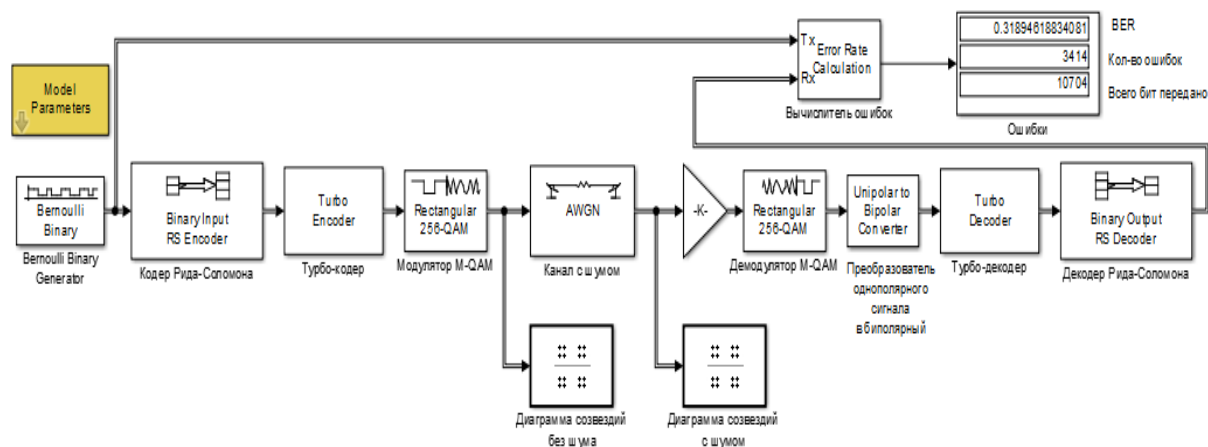 Model
Parameters
Tx
Rx
Error Rate
Calculation
Вычислитель ошибок
0.31894618834081
3414
10704
BER
Кол-во ошибок
Всего бит передано
Ошибки
Bernoulli
Binary
Bernoulli Binary
Generator
Binary Input
RS Encoder
Кодер Рида-Соломона
Turbo
Encoder
Турбо-кодер
Rectangular
256-QAM
Модулятор M-QAM
AWGN
Канал с шумом
-K-
Rectangular
256-QAM
Демодулятор M-QAM
Unipolar to
Bipolar
Converter
Преобразователь
однополярного
сигнала
в биполярный
Turbo
Decoder
Турбо-декодер
Binary Output
RS Decoder
Декодер Рида-Соломона
Диаграмма созвездий
без шума
Диаграмма созвездий
с шумом